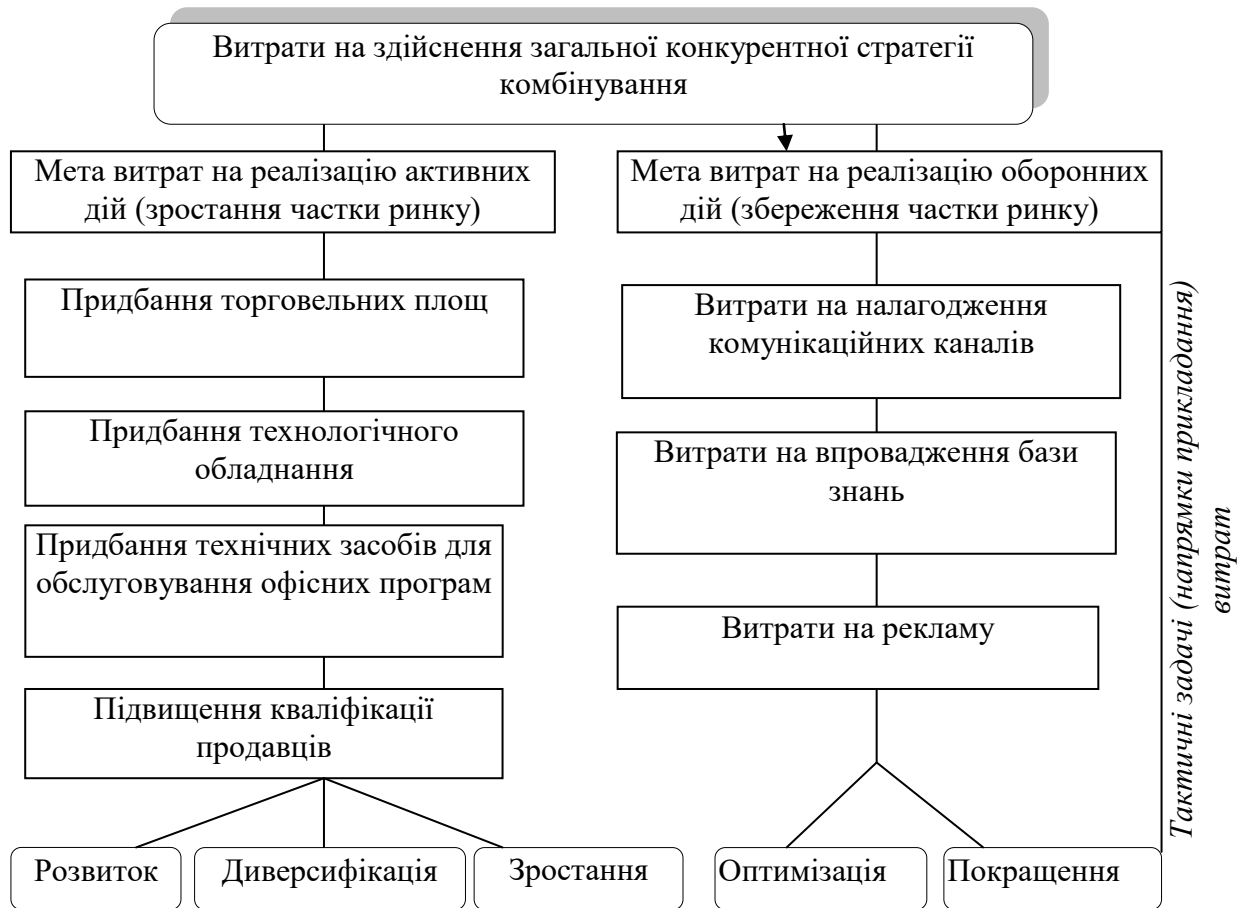 Витрати на здійснення загальної конкурентної стратегії
комбінування
Мета витрат на реалізацію активних
дій (зростання частки ринку)
Мета витрат на реалізацію оборонних
дій (збереження частки ринку)
Придбання торговельних площ
Придбання технологічного
обладнання
Придбання технічних засобів для
обслуговування офісних програм
Підвищення кваліфікації
продавців
Витрати на налагодження
комунікаційних каналів
Витрати на впровадження бази
знань
Витрати на рекламу
Тактичні задачі (напрямки прикладання)
витрат
Розвиток
Диверсифікація
Зростання
Оптимізація
Покращення